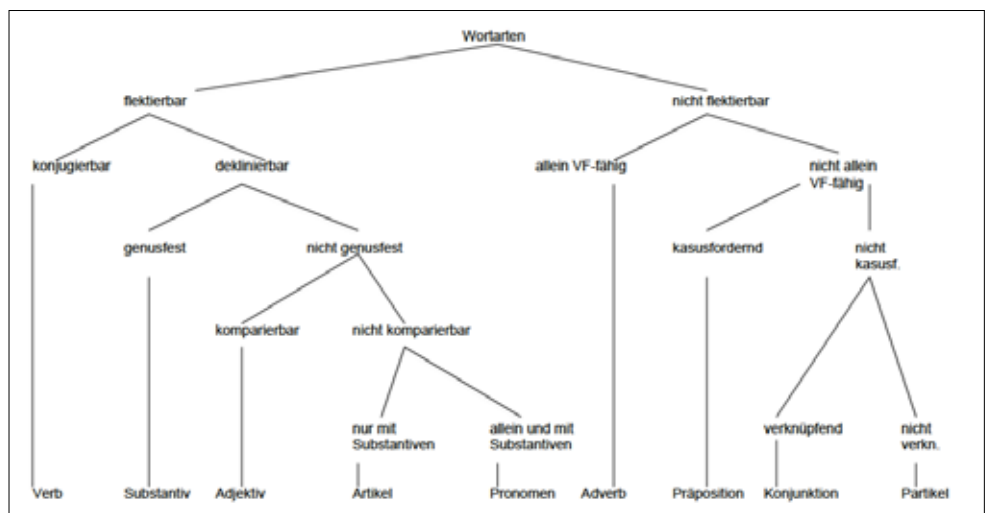 Wortarten
flektierbar
nicht flektierbar
konjugierbar
deklinierbar
allein VF-fähig
nicht allein
VF-fähig
genusfest
nicht genusfest
kasusfordernd
nicht
kasusf.
komparierbar
nicht komparierbar
nur mit
Substantiven
allein und mit
Substantiven
verknüpfend
nicht
verkn.
Verb
Substantiv
Adjektiv
Artikel
Pronomen
Adverb
Präposition
Konjunktion
Partikel